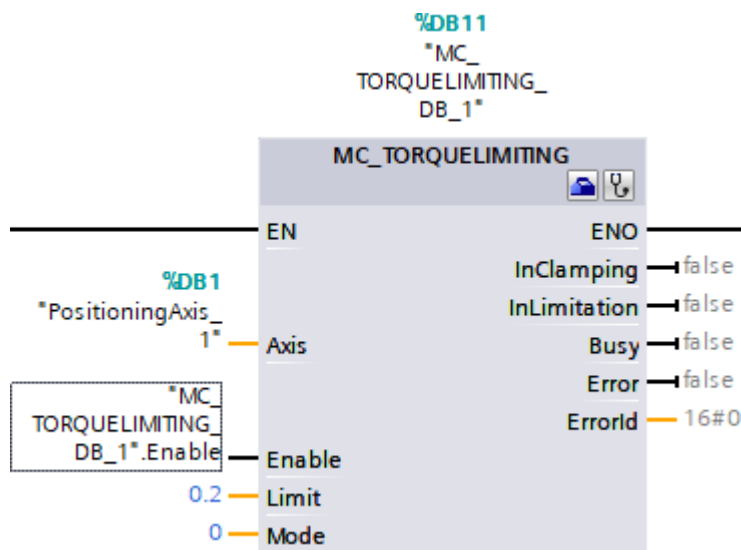 %DB11
"MC_
TORQUELIMITING_
DB_1"
MC_TORQUELIMITING
EN
ENO
InClamping
false
%DB1
InLimitation
false
"PositioningAxis_
1"
Axis
Busy
false
"MC_
TORQUELIMITING_
DB_1".Enable
Error
false
ErrorId
16#0
Enable
0.2
Limit
0
Mode